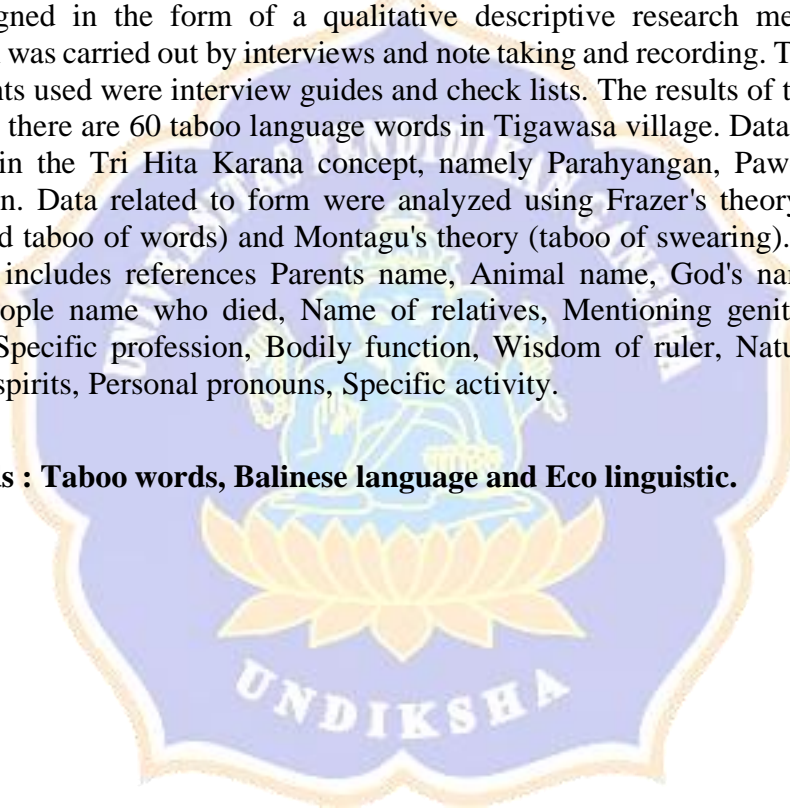 gned in the form of a qualitative descriptive research me
was carried out by interviews and note taking and recording. T
nts used were interview guides and check lists. The results of t
there are 60 taboo language words in Tigawasa village. Data
in the Tri Hita Karana concept, namely Parahyangan, Paw
n. Data related to form were analyzed using Frazer's theory
d taboo of words) and Montagu's theory (taboo of swearing).
includes references Parents name, Animal name, God's nam
ople name who died, Name of relatives, Mentioning genit
Specific profession, Bodily function, Wisdom of ruler, Natu
spirits, Personal pronouns, Specific activity.
s : Taboo words, Balinese language and Eco linguistic.
UNIVERSITAS PENDIDIKAN GANESHA
UNDIKSHA